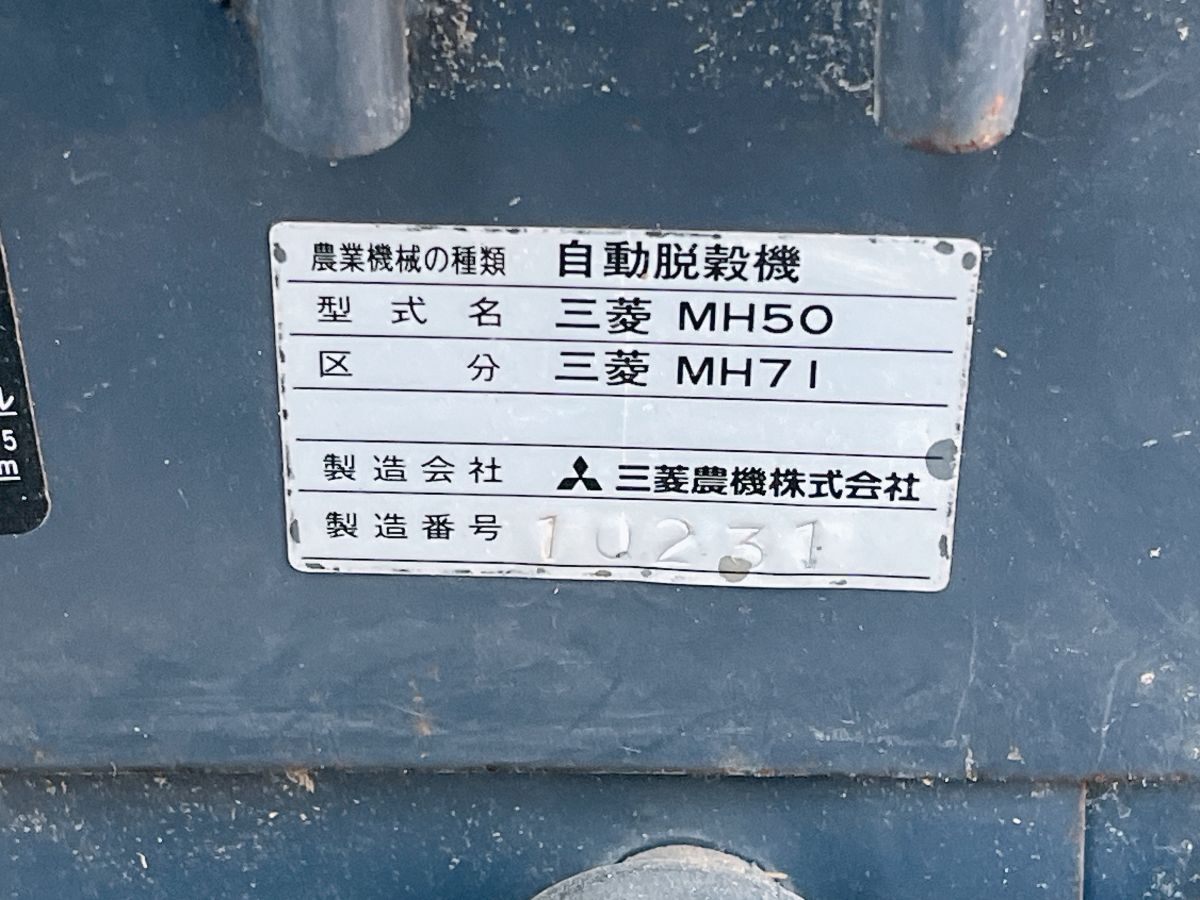 農業機械の種類 自動脱穀機
型式名 三菱 MH50
区分 三菱 MH71
製造会社 三菱農機株式会社
製造番号 10231
ル
5
m